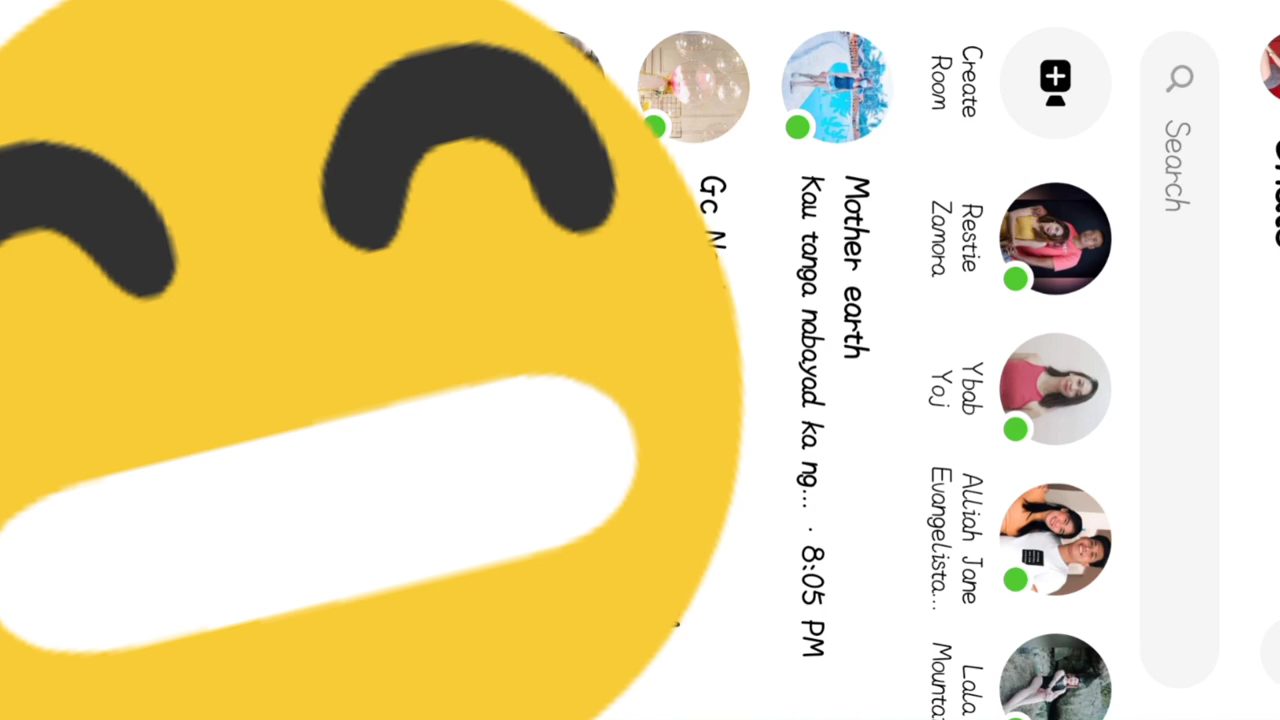 Search
Create
Room
Restie
Zamora
Ybab
Yoj
Alliah Jane
Evangelista...
Lala
Mother earth
Kau tanga nabayad ka ng... · 8:05 PM
Gc